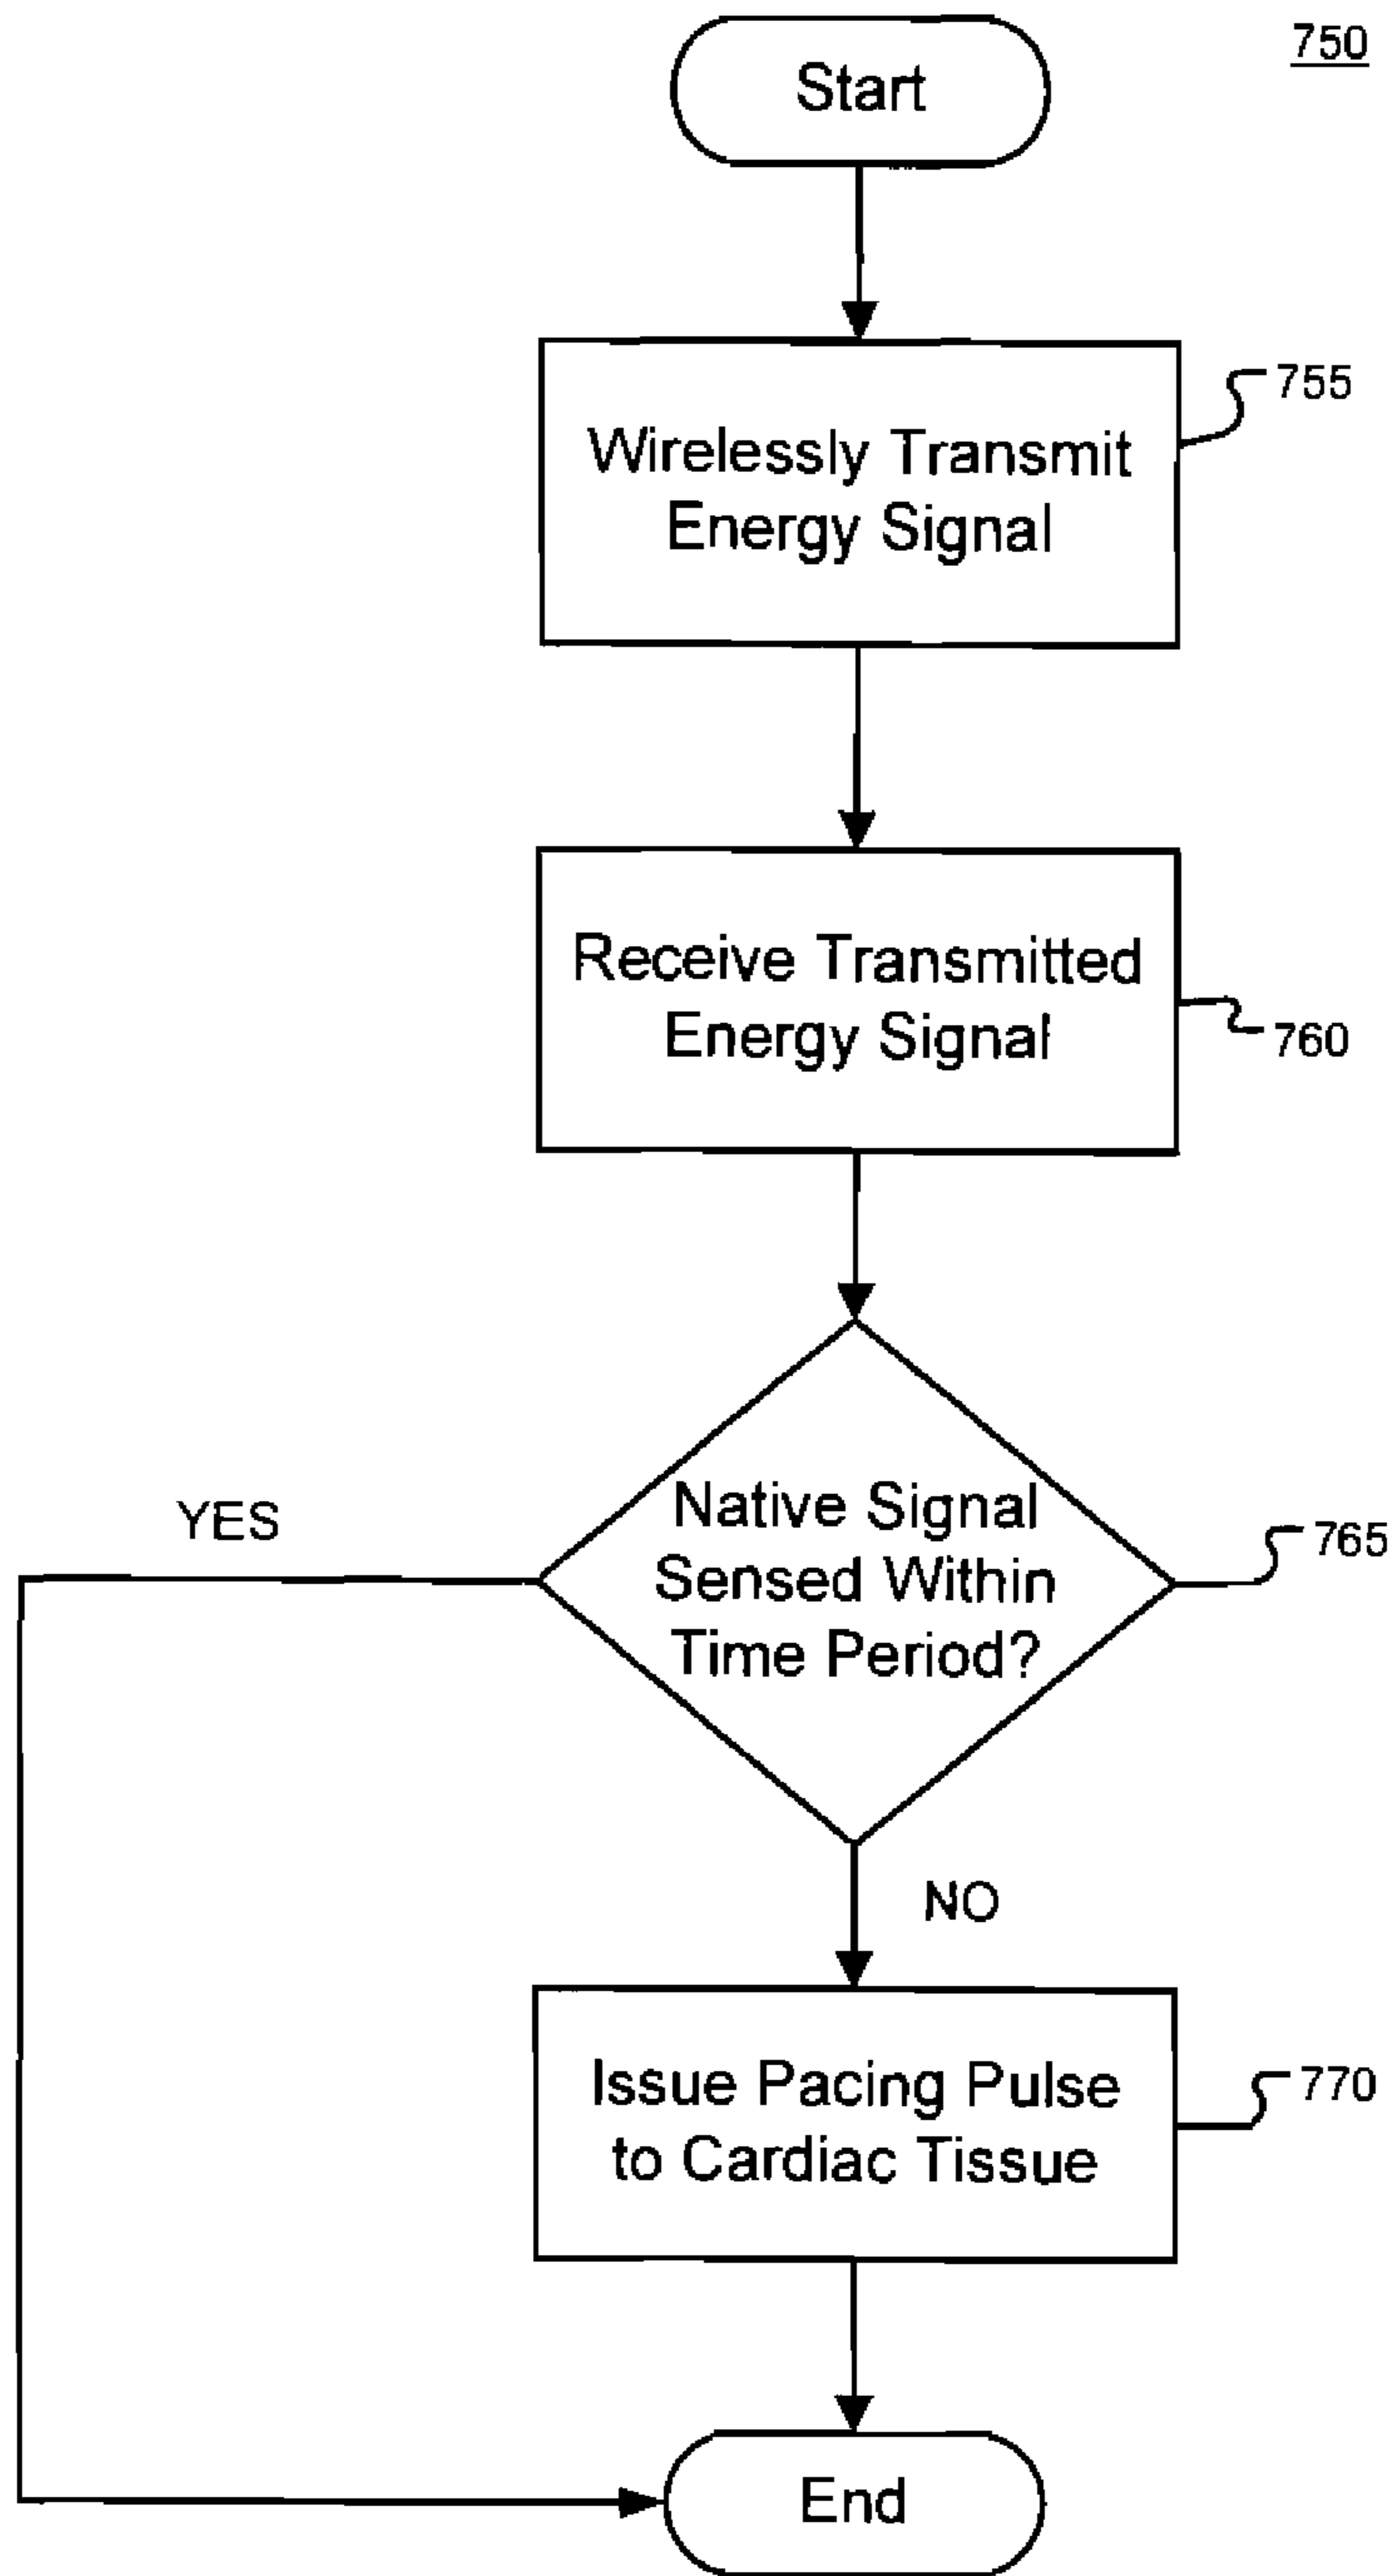 750
Start
755
Wirelessly Transmit
Energy Signal
Receive Transmitted
Energy Signal
760
YES
Native Signal
Sensed Within
Time Period?
765
NO
Issue Pacing Pulse
to Cardiac Tissue
770
End